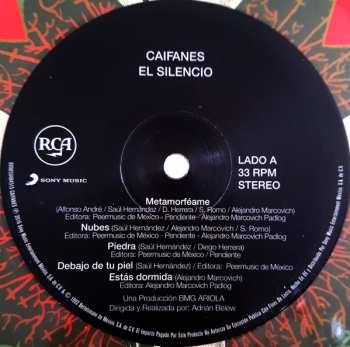 CAIFANES
EL SILENCIO
RCA
SONY MUSIC
LADO A
33 RPM
STEREO
Metamorféame
(Alfonso André / Saúl Hernández / D. Herrera / S. Romo / Alejandro Marcovich)
Editora: Peermusic de Mexico - Pendiente - Alejandro Marcovich Padlog
Nubes (Saúl Hernández / Alejandro Marcovich / S. Romo)
Editora: Peermusic de México - Pendiente - Alejandro Marcovich Padlog
Piedra (Saúl Hernández / Diego Herrera)
Editora: Peermusic de México / Pendiente
Debajo de tu piel (Saúl Hernández) Editora: Peermusic de México
Estás dormida (Alejandro Marcovich)
Editora: Alejandro Marcovich Padlog
Una Producción BMG ARIOLA
Dirigida y Realizada por: Adrián Belew